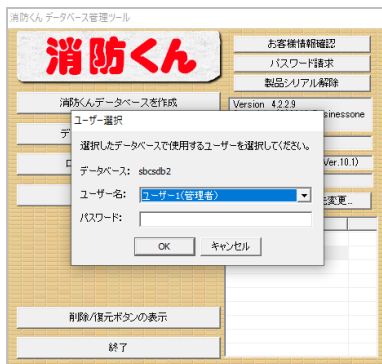 消防くん データベース管理ツール
消防くん
お客様情報確認
パスワード請求
製品シリアル解除
消防くんデータベースを作成
Version 4.2.2.9
sinessone
デ
ロ
Ver.10.1)
変更...
ユーザー選択
選択したデータベースで使用するユーザーを選択してください。
データベース: sbcsdb2
ユーザー名: ユーザー1(管理者)
パスワード:
OK
キャンセル
削除/復元ボタンの表示
終了